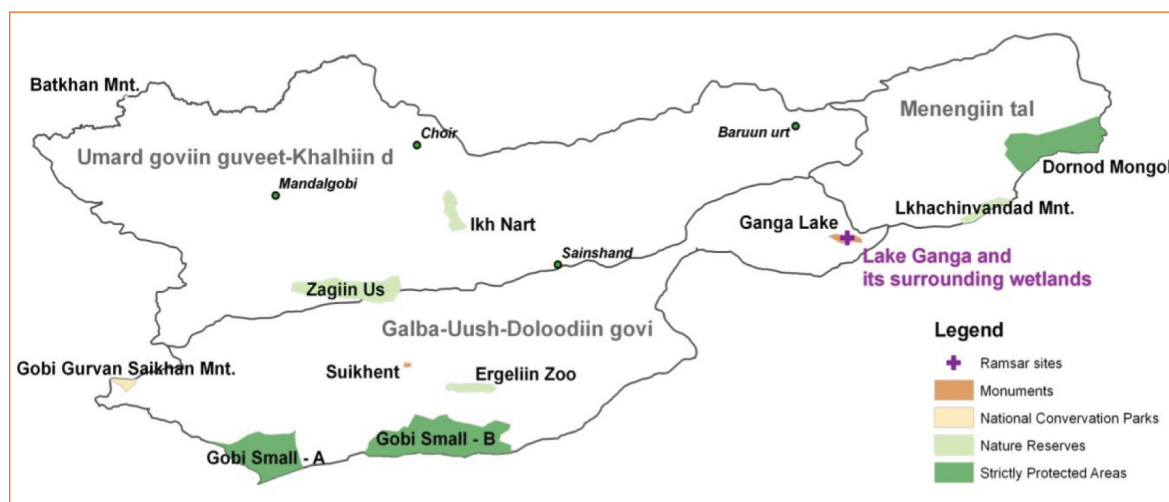 Batkhan Mnt.
Menengiin tal
Choir
Baruun urt
Umard goviin guveet-Khalhiin d
Dornod Mongol
Mandalgobi
Lkhachinvandad Mnt.
Ikh Nart
Ganga Lake
Sainshand
Lake Ganga and
its surrounding wetlands
Zagiin Us
Galba-Uush-Doloodiin govi
Gobi Gurvan Saikhan Mnt.
Suikhent
Ergeliin Zoo
Gobi Small - B
Gobi Small - A
Legend
Ramsar sites
Monuments
National Convervation Parks
Nature Reserves
Strictly Protected Areas